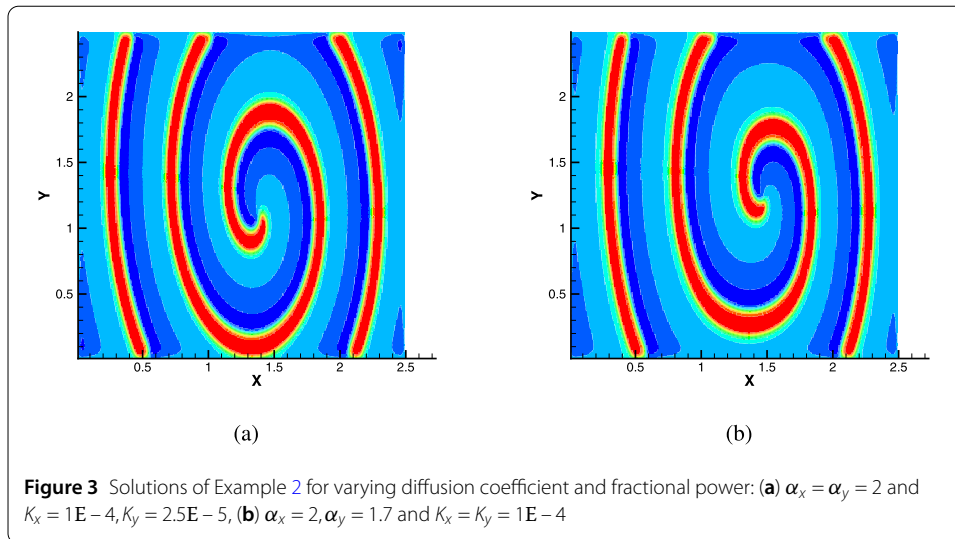 Y
2
1.5
1
0.5
0.5
1
1.5
2
2.5
X
(a)
Y
2
1.5
1
0.5
0.5
1
1.5
2
2.5
X
(b)
Figure 3 Solutions of Example 2 for varying diffusion coefficient and fractional power: (a) αx = αy = 2 and
Kx = 1E – 4, Ky = 2.5E – 5, (b) αx = 2, αy = 1.7 and Kx = Ky = 1E – 4